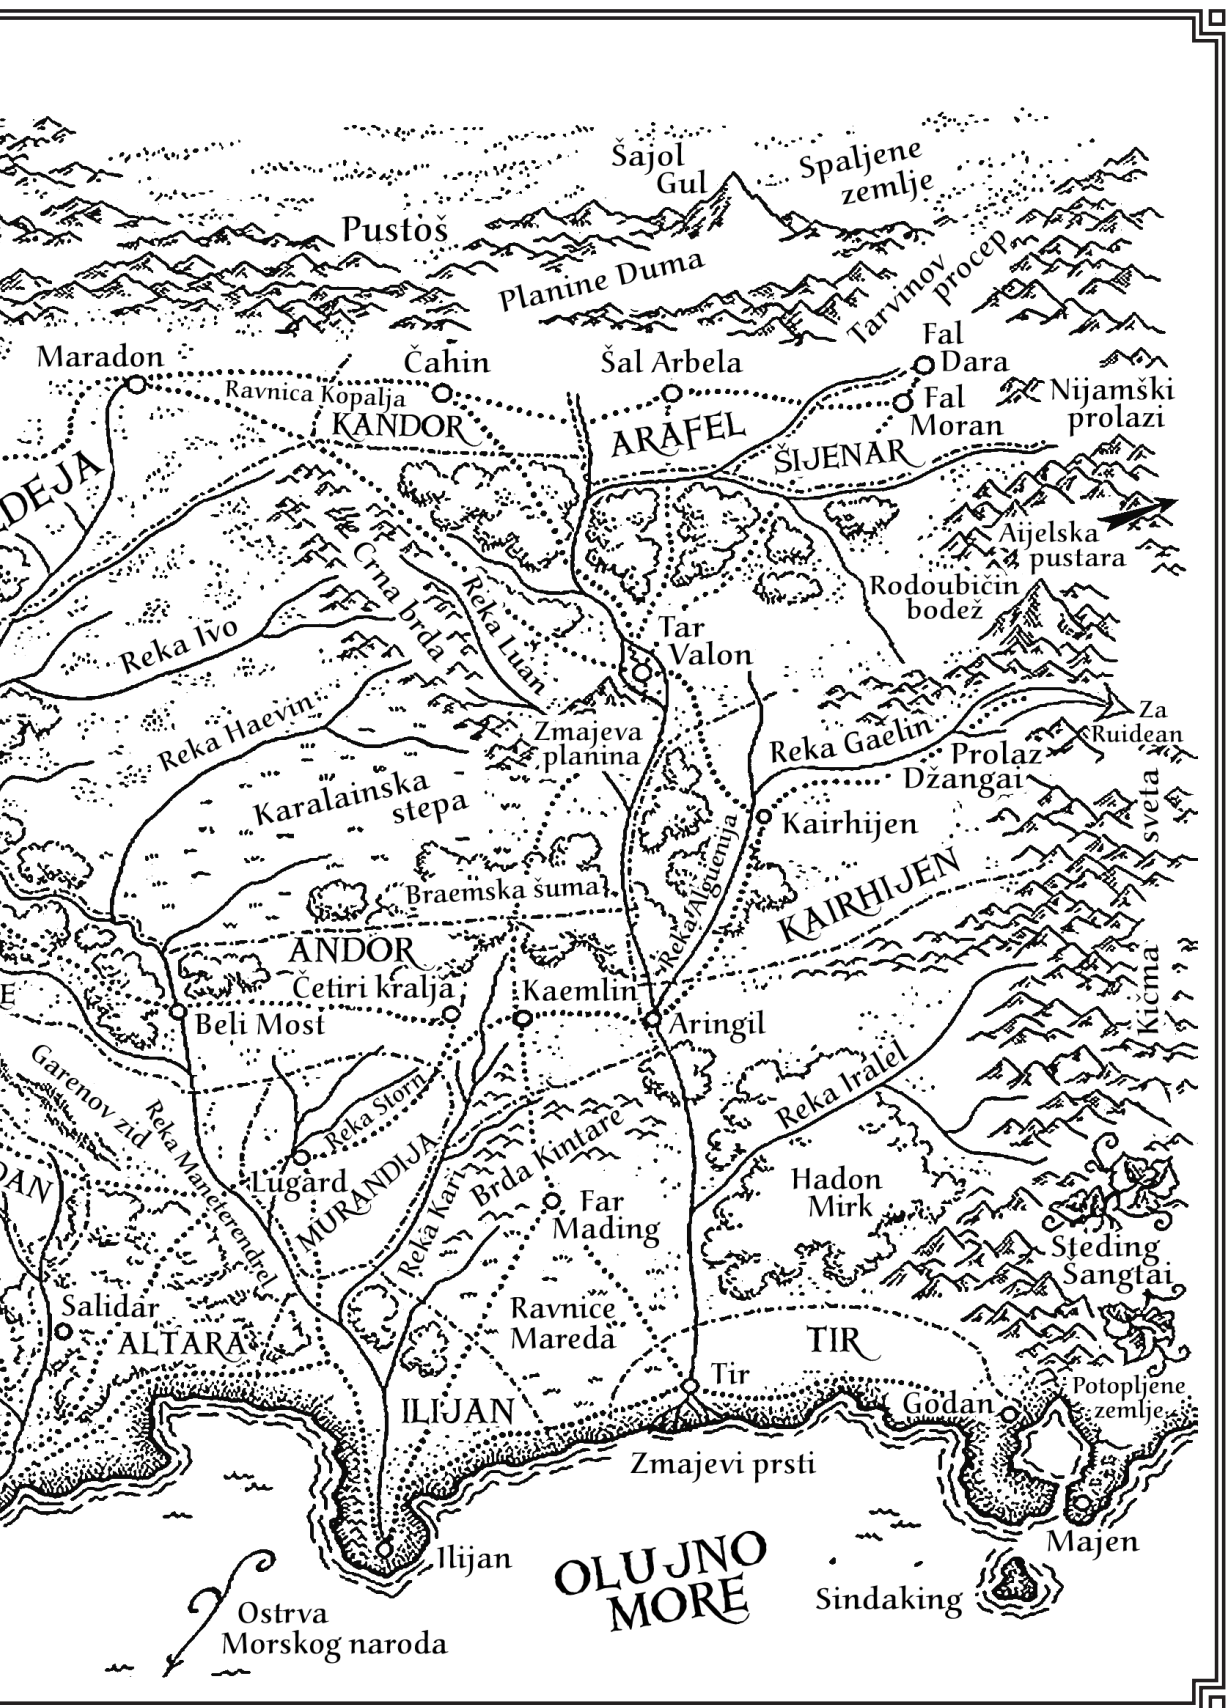 Šajol
Gul
Spaljene
zemlje
Pustoš
Planine Duma
Tarvinov
procep
Maradon
Čahin
Šal Arbela
Fal
Dara
Ravnica Kopalja
KANDOR
ARAFEL
Fal
Moran
Nijamški
prolazi
ŠIJENAR
DEJA
Aijelska
pustara
Crna brda
Reka Luan
Rodoubičin
bodež
Reka Ivo
Tar
Valon
Reka Haevin
Zmajeva
planina
Reka Gaelin
Za
Ruidean
Prolaz
Džangai
Karalainska
stepa
Kairhijen
Kičma sveta
Braemska šuma
Reka Alguenija
KAIRHIJEN
ANDOR
Četiri kralja
Kaemlin
E
Beli Most
Aringil
Garenov zid
Reka Storn
Reka Iralel
Reka Maneterendrel
DAN
Lugard
MURANDIJA
Reka Kari
Brda Kintare
Far
Mading
Hadon
Mirk
Steding
Sangtai
Salidar
ALTARA
Ravnice
Mareda
TIR
Tir
ILIJAN
Godan
Potopljene
zemlje
Zmajevi prsti
Majen
Ilijan
OLUJNO
MORE
Sindaking
Ostrva
Morskog naroda